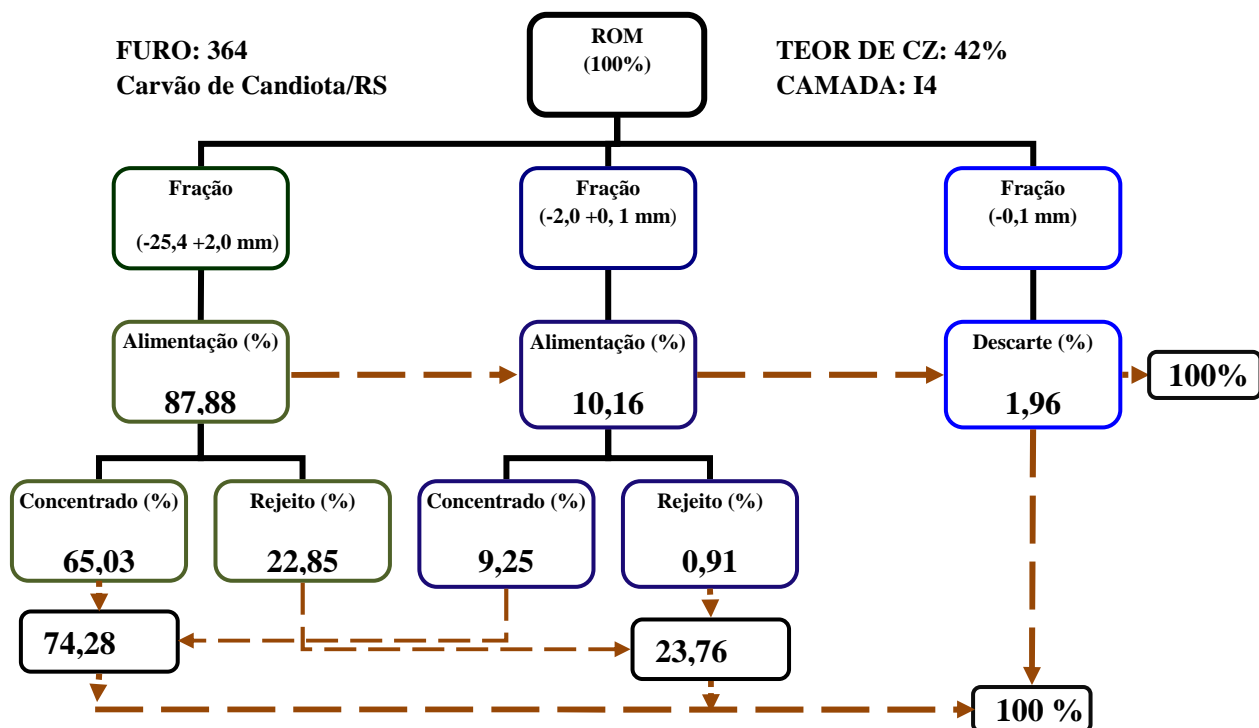 FURO: 364
Carvão de Candiota/RS
ROM
(100%)
TEOR DE CZ: 42%
CAMADA: I4
Fração
(-25,4 +2,0 mm)
Fração
(-2,0 +0, 1 mm)
Fração
(-0,1 mm)
Alimentação (%)
87,88
Alimentação (%)
10,16
Descarte (%)
1,96
100%
Concentrado (%)
65,03
Rejeito (%)
22,85
Concentrado (%)
9,25
Rejeito (%)
0,91
74,28
23,76
100 %